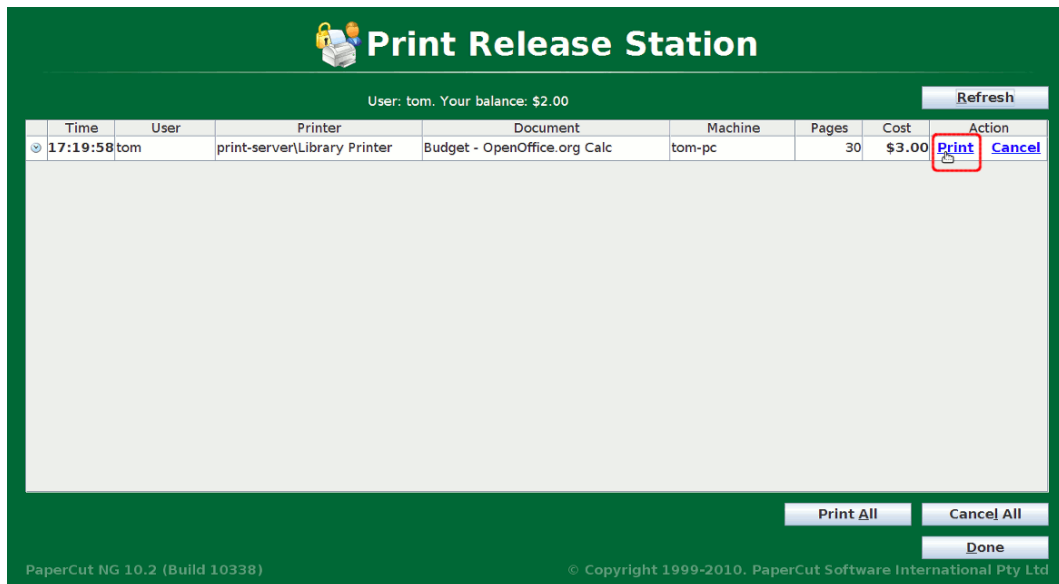 Print Release Station
User: tom. Your balance: $2.00
Refresh
Time User Printer Document Machine Pages Cost Action
17:19:58 tom print-server\Library Printer Budget - OpenOffice.org Calc tom-pc 30 $3.00 Print Cancel
Print All Cancel All
Done
PaperCut NG 10.2 (Build 10338) © Copyright 1999-2010. PaperCut Software International Pty Ltd